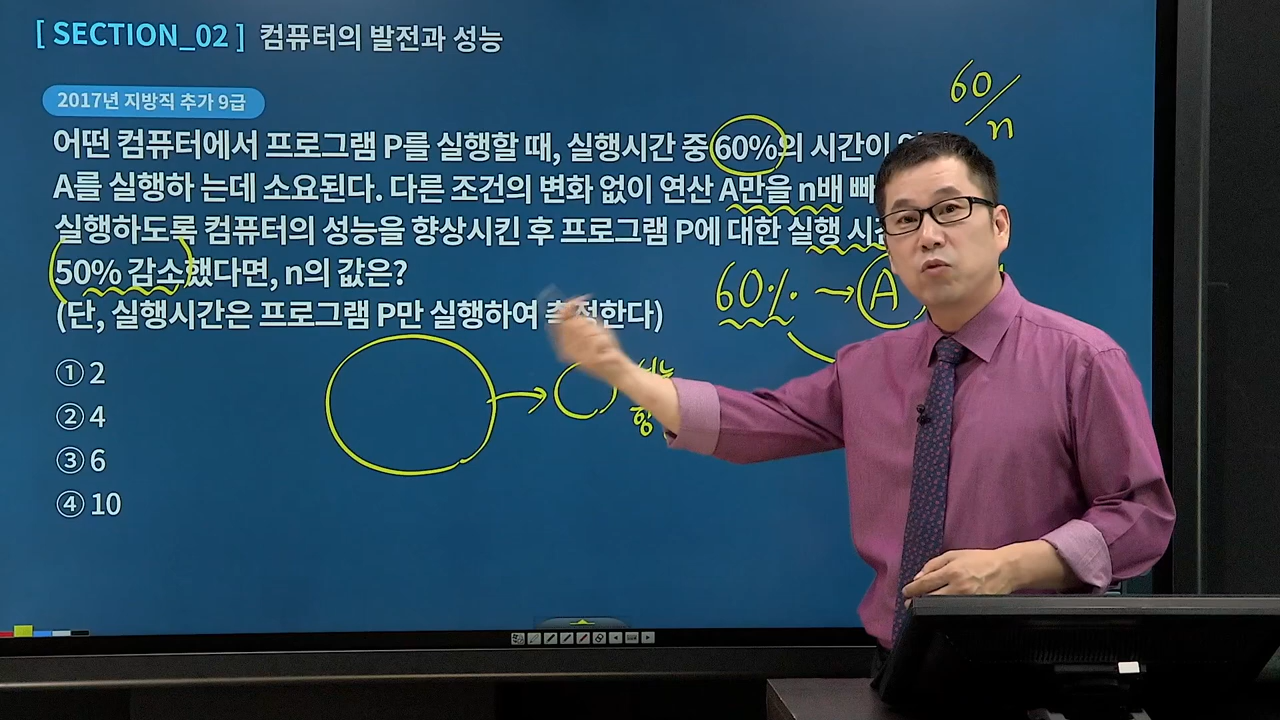 [ SECTION_02 ] 컴퓨터의 발전과 성능
2017년 지방직 추가 9급
어떤 컴퓨터에서 프로그램 P를 실행할 때, 실행시간 중 60%의 시간이
A를 실행하 는데 소요된다. 다른 조건의 변화 없이 연산 A만을 n배
실행하도록 컴퓨터의 성능을 향상시킨 후 프로그램 P에 대한 실행
50% 감소했다면, n의 값은?
(단, 실행시간은 프로그램 P만 실행하여 측정한다)
① 2
② 4
③ 6
④ 10
60/n
60% → A